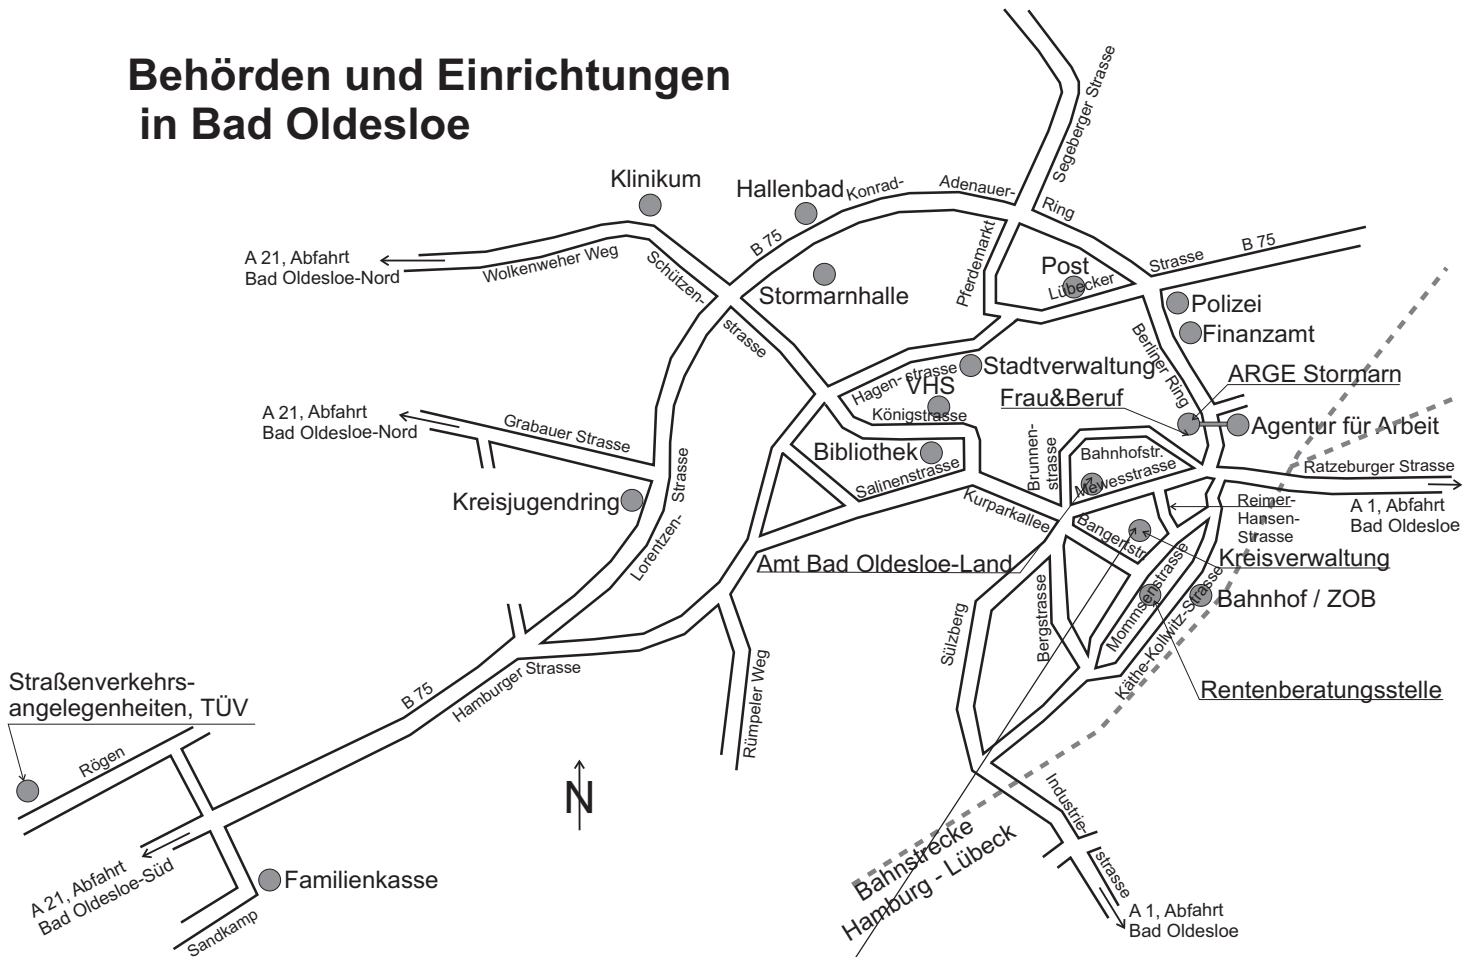 Behörden und Einrichtungen
in Bad Oldesloe
Segeberger Strasse
Klinikum
Hallenbad
Konrad-
Adenauer-
Ring
B 75
A 21, Abfahrt
Bad Oldesloe-Nord
Wolkenweher Weg
Schützen-
strasse
Stormarnhalle
Pferdemarkt
Post
Lübecker
Strasse
B 75
Polizei
Finanzamt
Berliner Ring
ARGE Stormarn
Stadtverwaltung
Hagen-strasse
VHS
Königstrasse
Frau&Beruf
Agentur für Arbeit
A 21, Abfahrt
Bad Oldesloe-Nord
Grabauer Strasse
Bibliothek
Salinenstrasse
Brunnen-
strasse
Bahnhofstr.
Mewesstrasse
Ratzeburger Strasse
A 1, Abfahrt
Bad Oldesloe
Kreisjugendring
Lorentzen-
Strasse
Kurparkallee
Reimer-
Hansen-
Strasse
Bangertstr.
Amt Bad Oldesloe-Land
Kreisverwaltung
Bahnhof / ZOB
Mommsenstrasse
Käthe-Kollwitz-Strasse
Sülzberg
Bergstrasse
Rentenberatungsstelle
Straßenverkehrs-
angelegenheiten, TÜV
B 75
Hamburger Strasse
Rümpeler Weg
Rögen
N
Industrie-
strasse
Bahnstrecke
Hamburg - Lübeck
A 21, Abfahrt
Bad Oldesloe-Süd
Familienkasse
Sandkamp
A 1, Abfahrt
Bad Oldesloe